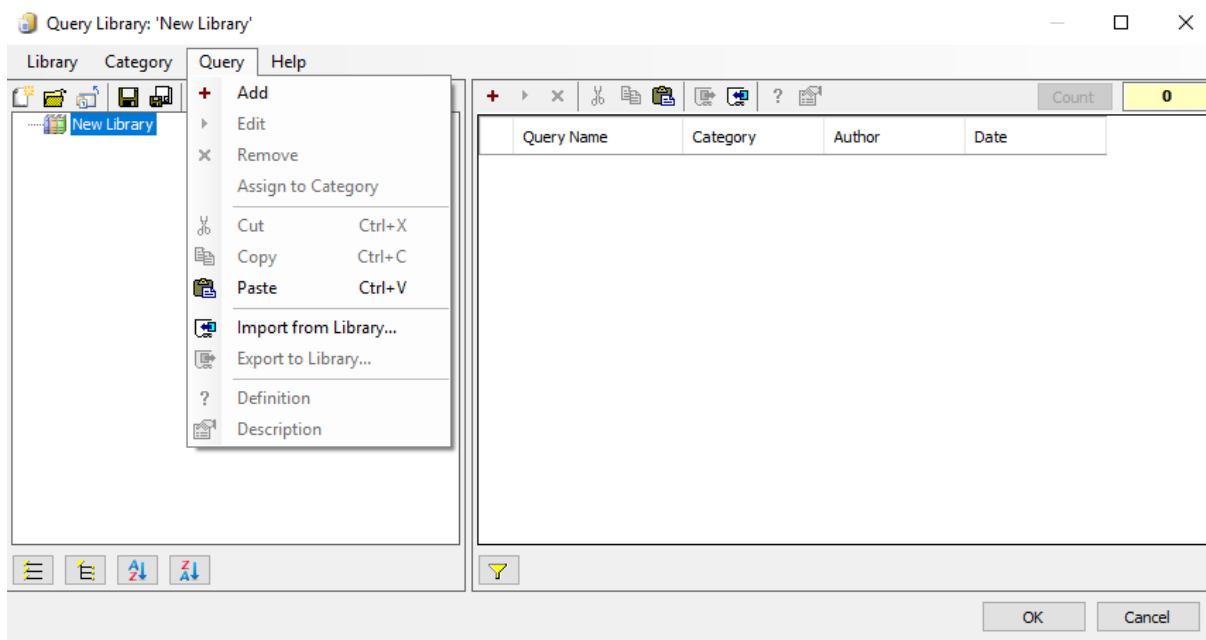 Query Library: 'New Library'
Library Category Query Help
Add
Edit
Remove
Assign to Category
Cut Ctrl+X
Copy Ctrl+C
Paste Ctrl+V
Import from Library...
Export to Library...
? Definition
Description
New Library
? Count 0
Query Name Category Author Date
A Z Z A
OK Cancel